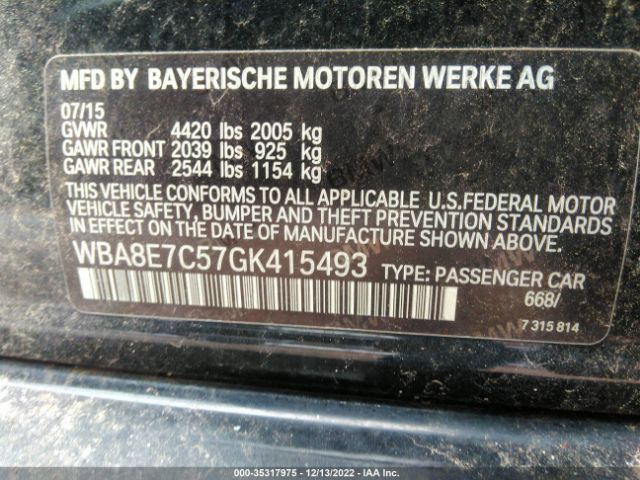 MFD BY BAYERISCHE MOTOREN WERKE AG
07/15
GVWR 4420 lbs 2005 kg
GAWR FRONT 2039 lbs 925 kg
GAWR REAR 2544 lbs 1154 kg
THIS VEHICLE CONFORMS TO ALL APPLICABLE U.S.FEDERAL MOTOR
VEHICLE SAFETY, BUMPER AND THEFT PREVENTION STANDARDS
IN EFFECT ON THE DATE OF MANUFACTURE SHOWN ABOVE.
WBA8E7C57GK415493 TYPE: PASSENGER CAR
668/
7 315 814
000-35317975 - 12/13/2022 - IAA Inc.